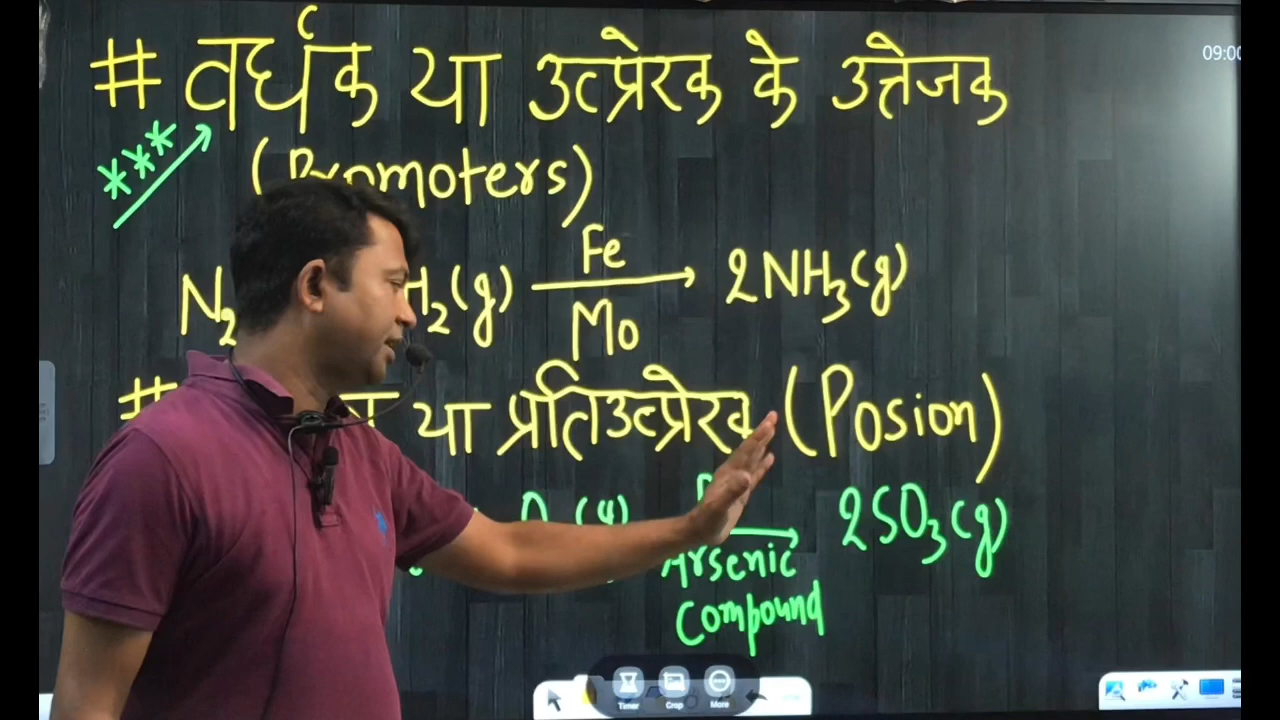 # वर्धक या उत्प्रेरक के उत्तेजक
09:00
*** (Promoters)
N2 H2(g) Fe 2NH3(g)
Mo
# या प्रतिउत्प्रेरक (Posion)
2SO3(g)
Arsenic
Compound
Timer Crop More